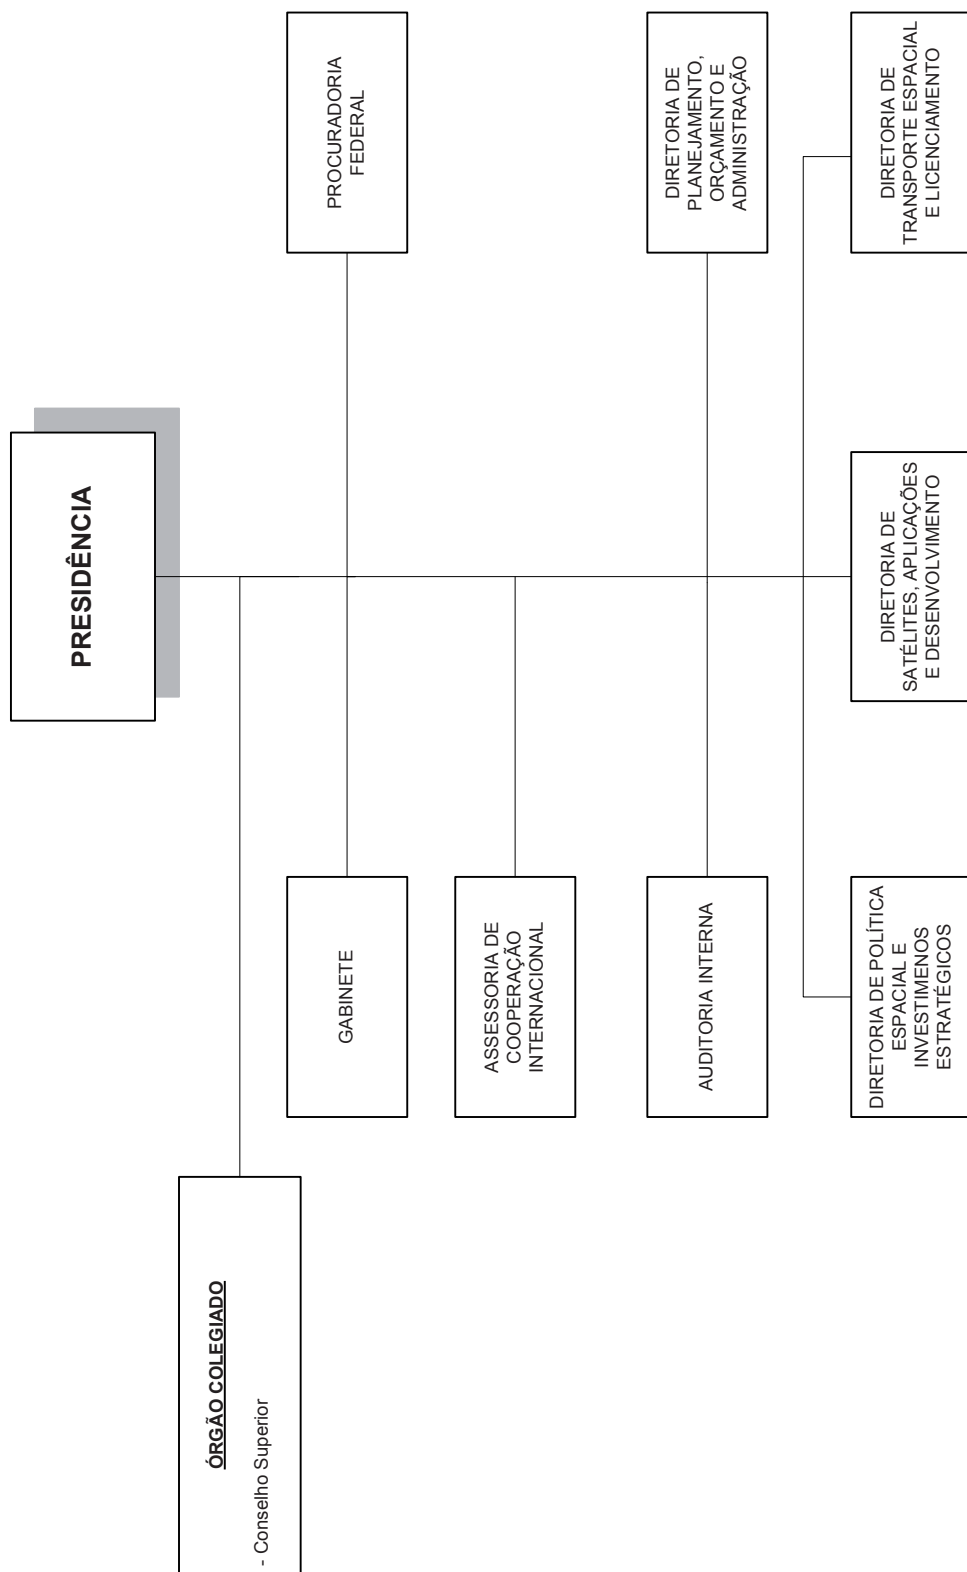 PRESIDÊNCIA
ÓRGÃO COLEGIADO
- Conselho Superior
GABINETE
PROCURADORIA
FEDERAL
ASSESSORIA DE
COOPERAÇÃO
INTERNACIONAL
AUDITORIA INTERNA
DIRETORIA DE
PLANEJAMENTO,
ORÇAMENTO E
ADMINISTRAÇÃO
DIRETORIA DE POLÍTICA
ESPACIAL E
INVESTIMENOS
ESTRATÉGICOS
DIRETORIA DE
SATÉLITES, APLICAÇÕES
E DESENVOLVIMENTO
DIRETORIA DE
TRANSPORTE ESPACIAL
E LICENCIAMENTO